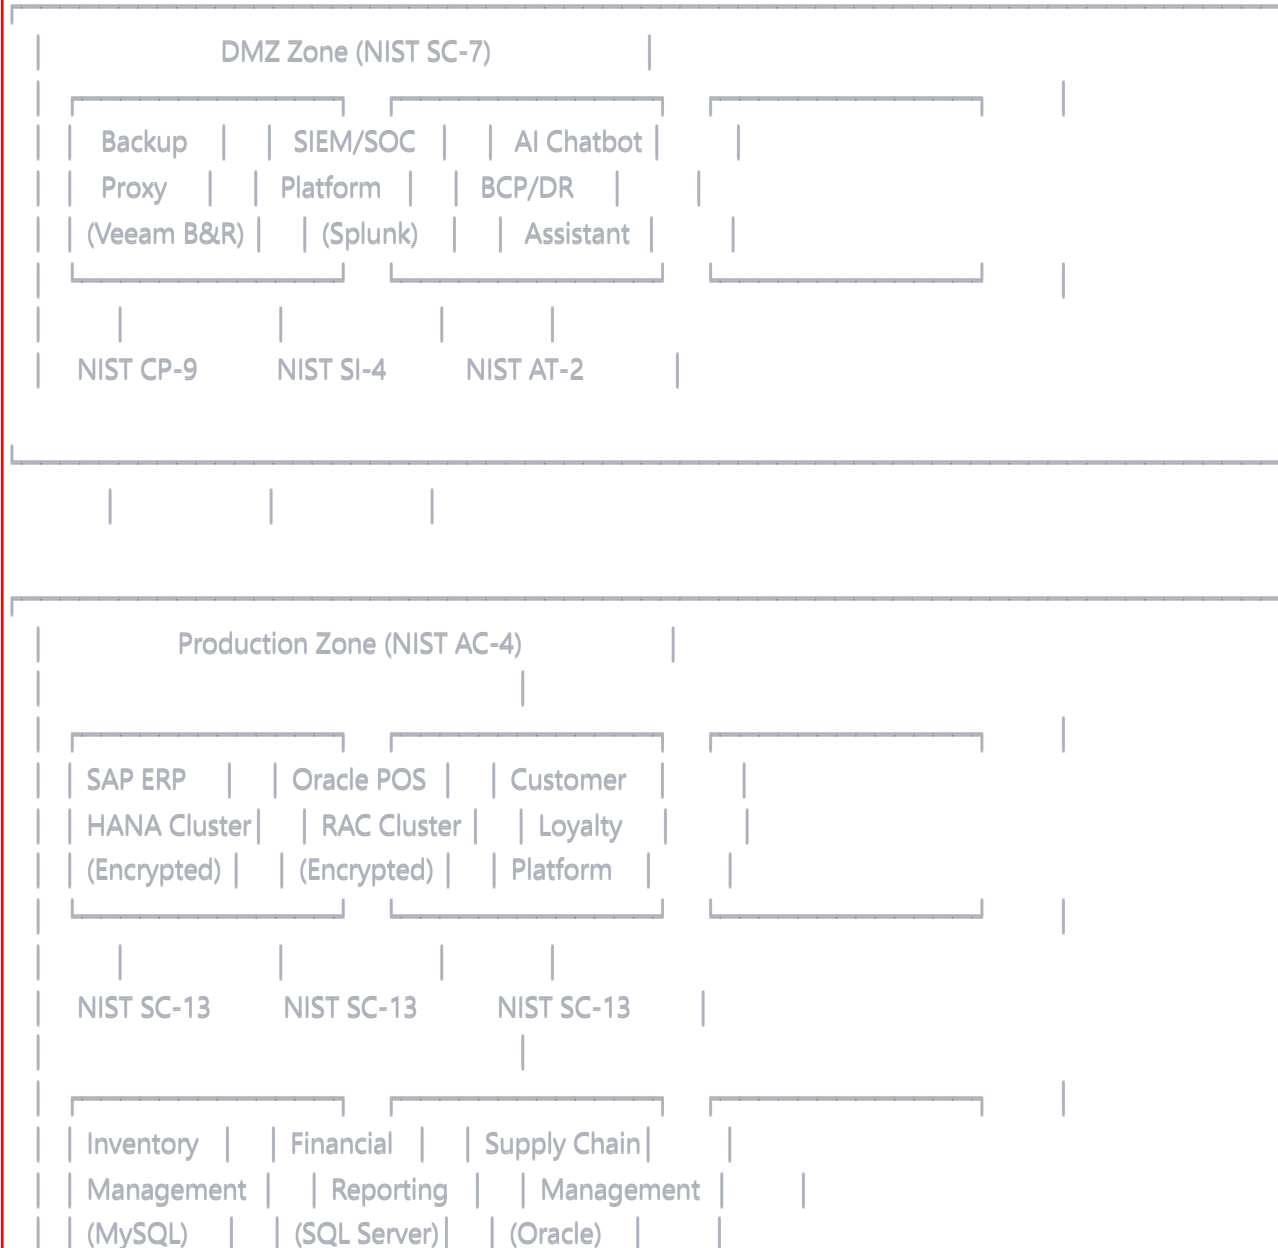 DMZ Zone (NIST SC-7)
Backup | | SIEM/SOC | | AI Chatbot |
Proxy | | Platform | | BCP/DR |
(Veeam B&R) | | (Splunk) | | Assistant |
NIST CP-9 NIST SI-4 NIST AT-2
Production Zone (NIST AC-4)
SAP ERP | | Oracle POS | | Customer |
HANA Cluster | | RAC Cluster | | Loyalty |
(Encrypted) | | (Encrypted) | | Platform |
NIST SC-13 NIST SC-13 NIST SC-13
Inventory | | Financial | | Supply Chain |
Management | | Reporting | | Management |
(MySQL) | | (SQL Server) | | (Oracle) |